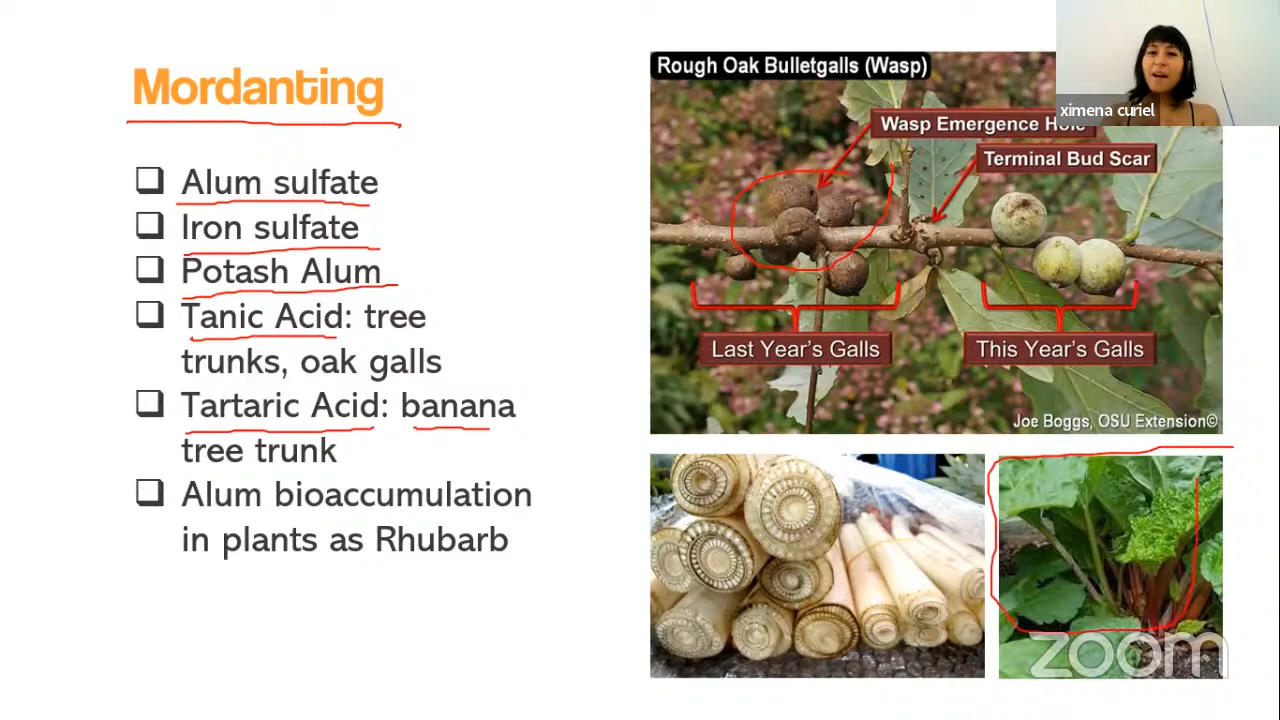 Mordanting
Alum sulfate
Iron sulfate
Potash Alum
Tanic Acid: tree
trunks, oak galls
Tartaric Acid: banana
tree trunk
Alum bioaccumulation
in plants as Rhubarb
Rough Oak Bulletgalls (Wasp)
ximena curiel
Wasp Emergence Hole
Terminal Bud Scar
Last Year's Galls
This Year's Galls
Joe Boggs, OSU Extension©
zoom